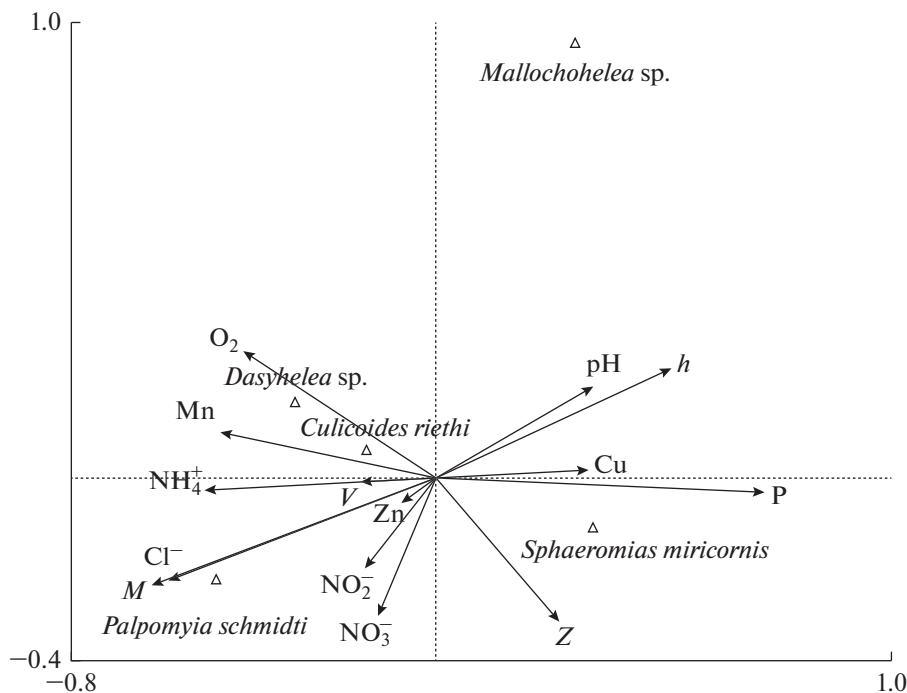 1.0
Mallochohelea sp.
O₂
pH
h
Dasyhelea sp.
Mn
Culicoides riethi
NH₄⁺
V
Cu
P
Zn
Cl⁻
M
NO₂⁻
Sphaeromias miricornis
Palpomyia schmidti
NO₃⁻
Z
−0.4
−0.8
1.0